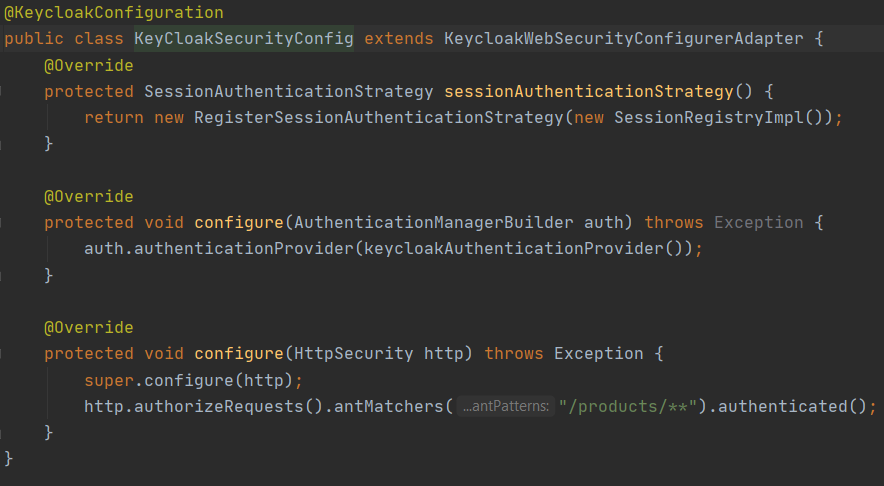 @KeycloakConfiguration
public class KeyCloakSecurityConfig extends KeycloakWebSecurityConfigurerAdapter {
@Override
protected SessionAuthenticationStrategy sessionAuthenticationStrategy() {
return new RegisterSessionAuthenticationStrategy(new SessionRegistryImpl());
}
@Override
protected void configure(AuthenticationManagerBuilder auth) throws Exception {
auth.authenticationProvider(keycloakAuthenticationProvider());
}
@Override
protected void configure(HttpSecurity http) throws Exception {
super.configure(http);
http.authorizeRequests().antMatchers( ...antPatterns: "/products/**").authenticated();
}
}